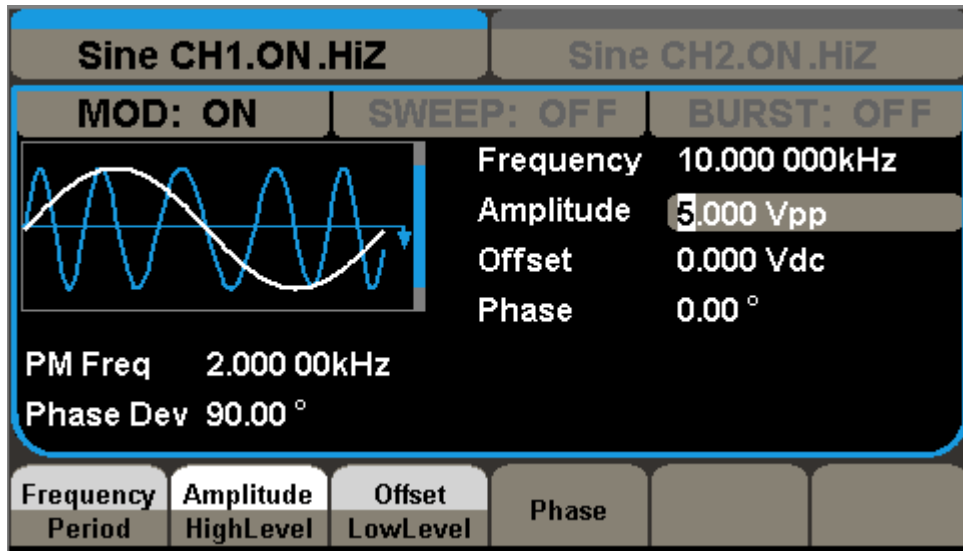 Sine CH1.ON.HiZ Sine CH2.ON.HiZ
MOD: ON SWEEP: OFF BURST: OFF
Frequency 10.000 000kHz
Amplitude 5.000 Vpp
Offset 0.000 Vdc
Phase 0.00 °
PM Freq 2.000 00kHz
Phase Dev 90.00 °
Frequency Amplitude Offset Phase
Period HighLevel LowLevel